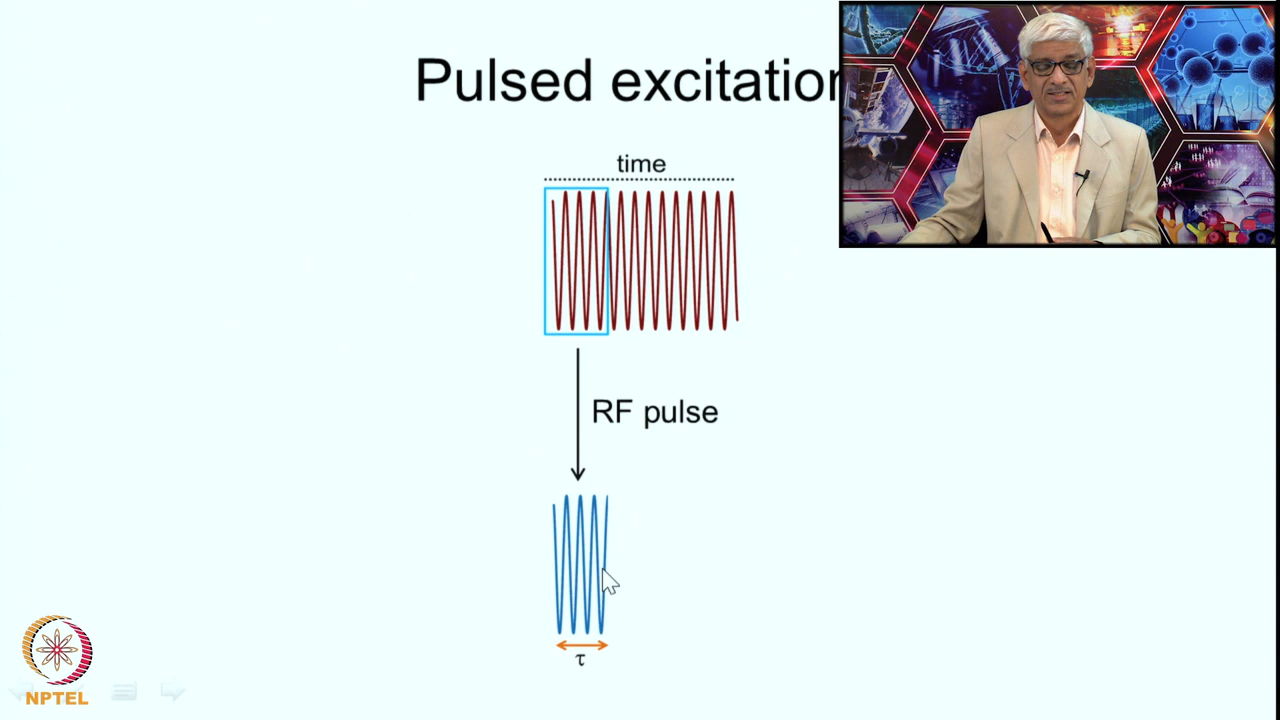 Pulsed excitation
time
RF pulse
τ
NPTEL